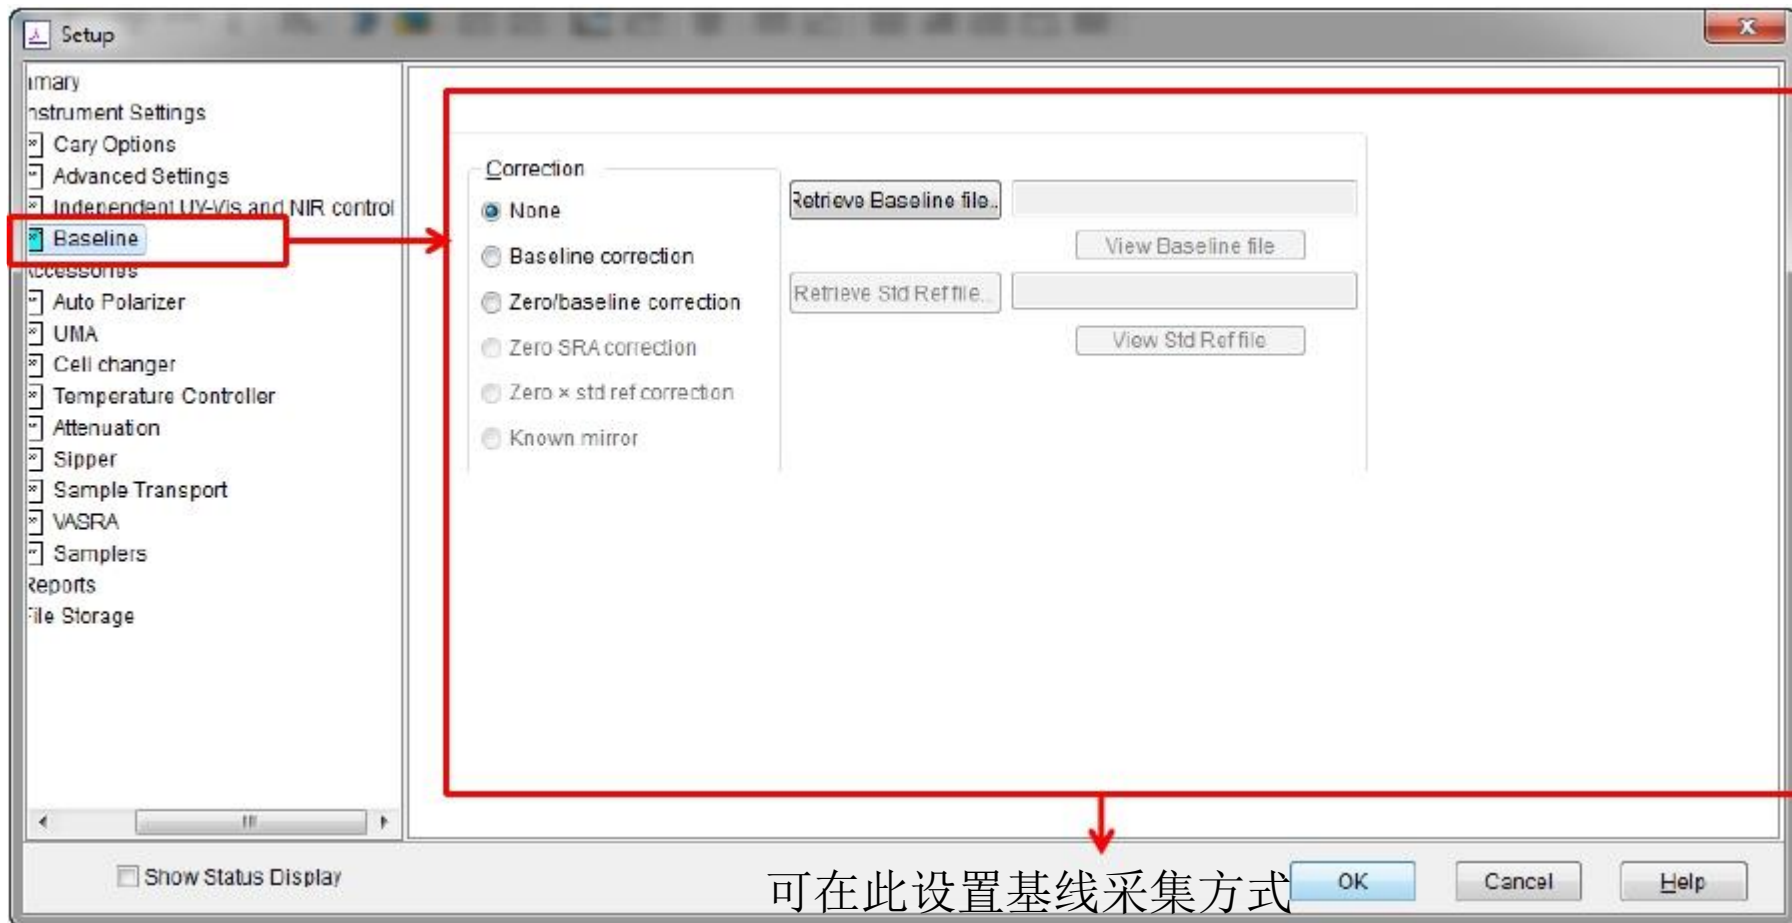 Setup
mary
nstrument Settings
Cary Options
Advanced Settings
Independent UV-Vis and NIR control
Baseline
ccessories
Auto Polarizer
UMA
Cell changer
Temperature Controller
Attenuation
Sipper
Sample Transport
VASRA
Samplers
Reports
File Storage
Correction
None
Baseline correction
Zero/baseline correction
Zero SRA correction
Zero × std ref correction
Known mirror
Retrieve Baseline file..
View Baseline file
Retrieve Std Ref file...
View Std Ref file
Show Status Display
可在此设置基线采集方式
OK
Cancel
Help